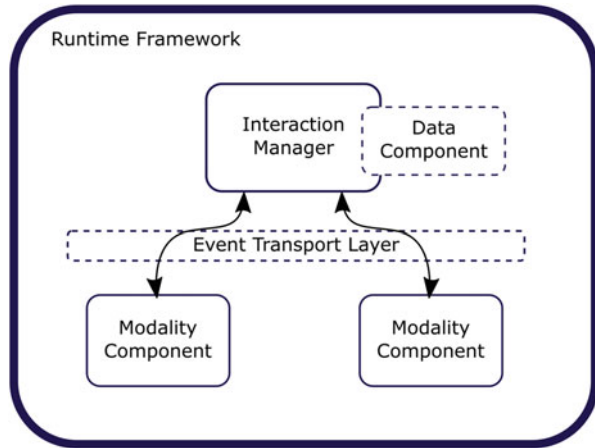 Runtime Framework
Interaction
Manager
Data
Component
Event Transport Layer
Modality
Component
Modality
Component